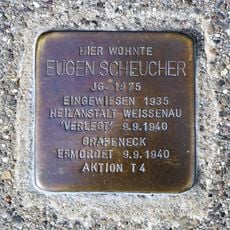 HIER WOHNTE
EUGEN SCHEUCHER
JG. 1875
EINGEWIESEN 1935
HEILANSTALT WEISSENAU
'VERLEGT' 9.9.1940
GRAFENECK
ERMORDET 9.9.1940
AKTION T4